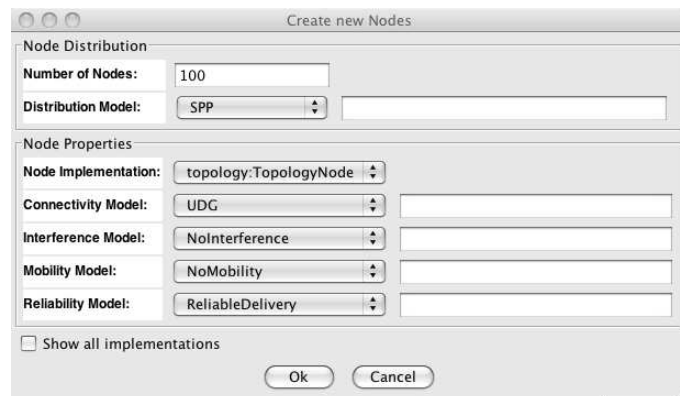 Create new Nodes
Node Distribution
Number of Nodes: 100
Distribution Model: SPP
Node Properties
Node Implementation: topology:TopologyNode
Connectivity Model: UDG
Interference Model: NoInterference
Mobility Model: NoMobility
Reliability Model: ReliableDelivery
Show all implementations
Ok Cancel